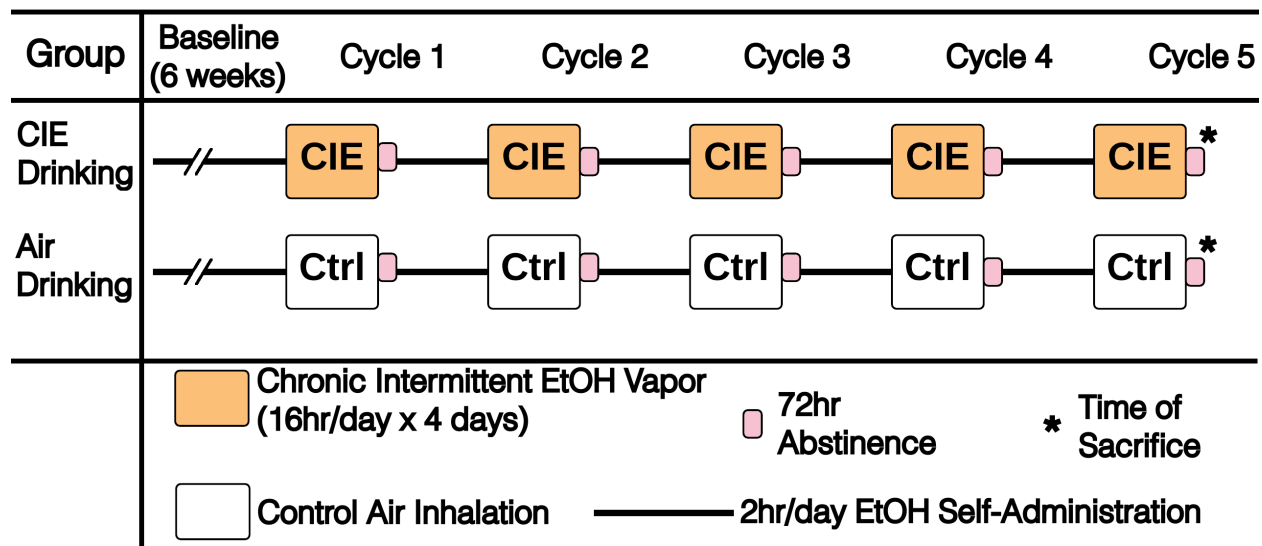 Group
Baseline
(6 weeks)
Cycle 1
Cycle 2
Cycle 3
Cycle 4
Cycle 5
CIE
Drinking
CIE
CIE
CIE
CIE
CIE
*
Air
Drinking
Ctrl
Ctrl
Ctrl
Ctrl
Ctrl
*
Chronic Intermittent EtOH Vapor
(16hr/day x 4 days)
72hr
Abstinence
*
Time of
Sacrifice
Control Air Inhalation
2hr/day EtOH Self-Administration